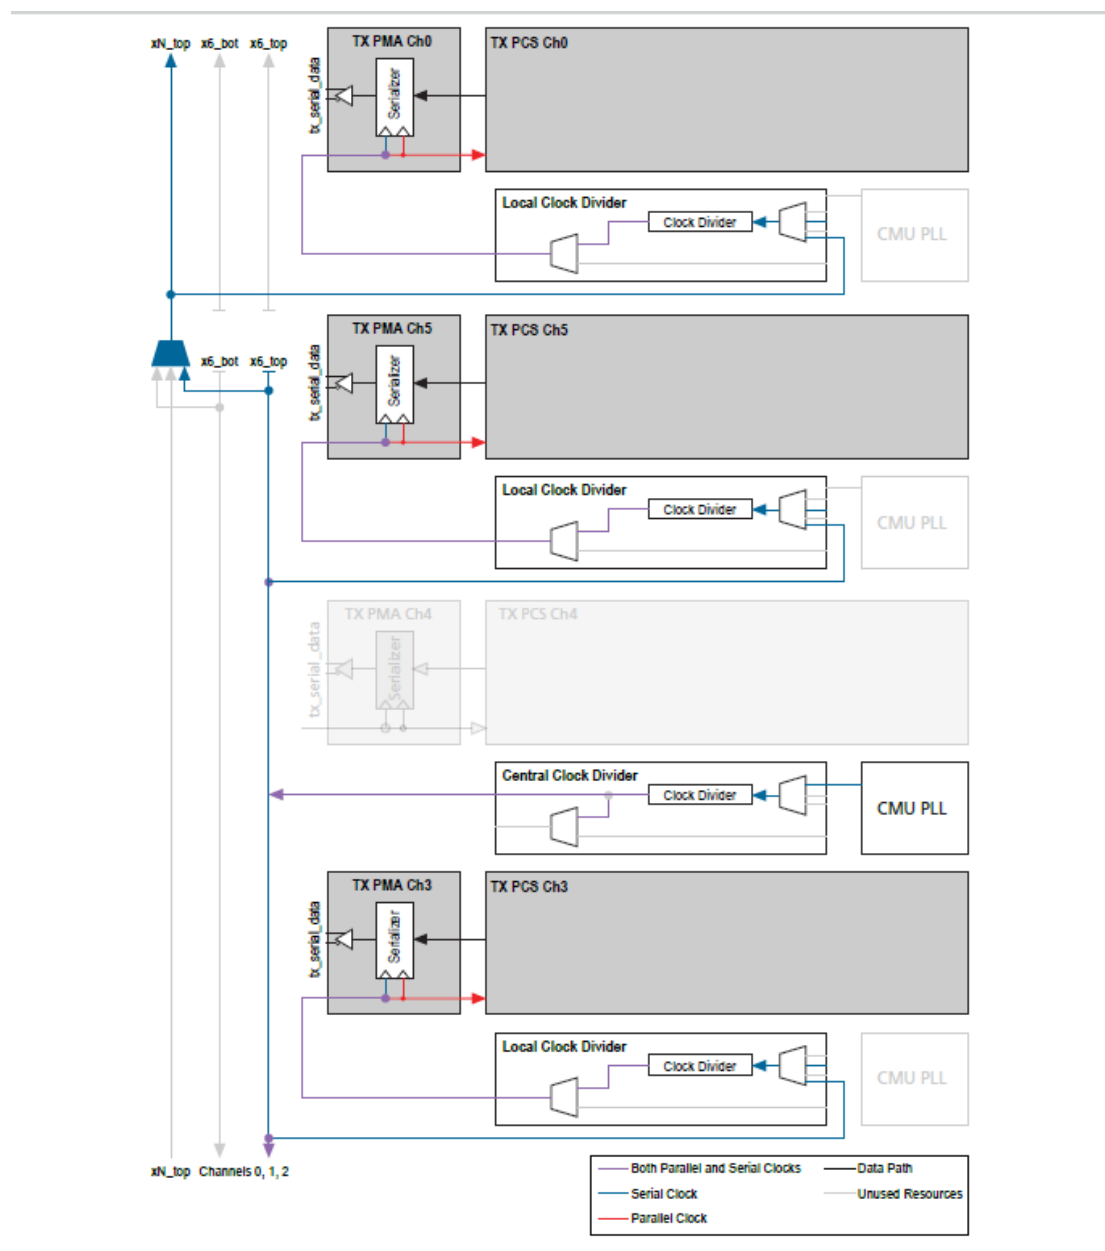 xN_top x6_bot x6_top
TX PMA Ch0
TX PCS Ch0
tx_serial_data
Serializer
Local Clock Divider
Clock Divider
CMU PLL
TX PMA Ch5
TX PCS Ch5
x6_bot x6_top
tx_serial_data
Serializer
Local Clock Divider
Clock Divider
CMU PLL
TX PMA Ch4
TX PCS Ch4
tx_serial_data
Serializer
Central Clock Divider
Clock Divider
CMU PLL
TX PMA Ch3
TX PCS Ch3
tx_serial_data
Serializer
Local Clock Divider
Clock Divider
CMU PLL
xN_top Channels 0, 1, 2
Both Parallel and Serial Clocks
Data Path
Serial Clock
Unused Resources
Parallel Clock